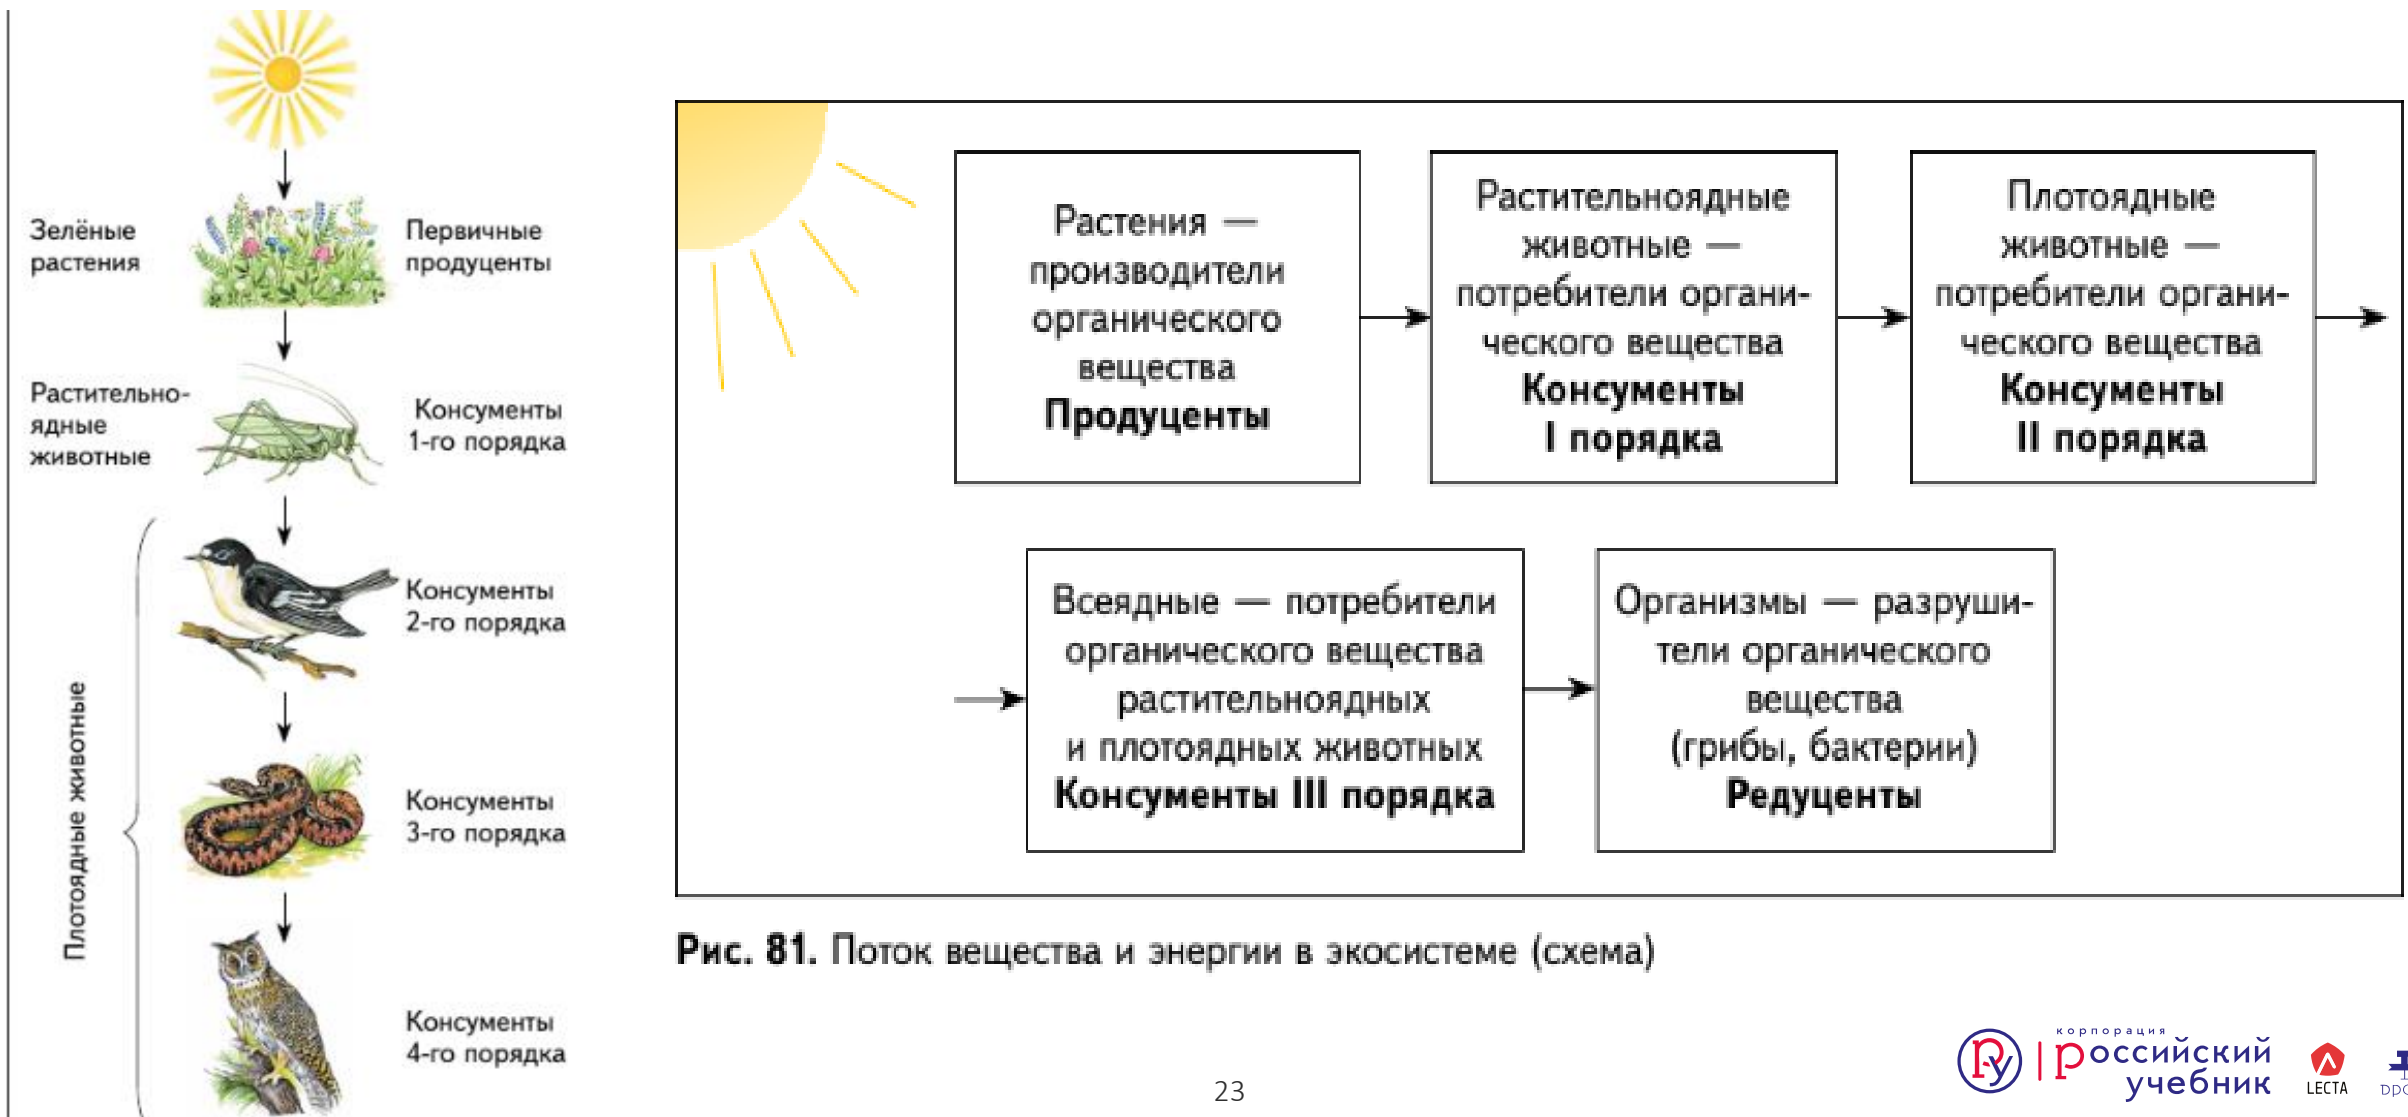 Зелёные
растения
Первичные
продуценты
Растительно-
ядные
животные
Консументы
1-го порядка
Плотоядные животные
Консументы
2-го порядка
Консументы
3-го порядка
Консументы
4-го порядка
Растения —
производители
органического
вещества
Продуценты
Растительноядные
животные —
потребители органи-
ческого вещества
Консументы
I порядка
Плотоядные
животные —
потребители органи-
ческого вещества
Консументы
II порядка
Всеядные — потребители
органического вещества
растительноядных
и плотоядных животных
Консументы III порядка
Организмы — разруши-
тели органического
вещества
(грибы, бактерии)
Редуценты
Рис. 81. Поток вещества и энергии в экосистеме (схема)
23
корпорация
российский
учебник
LECTA